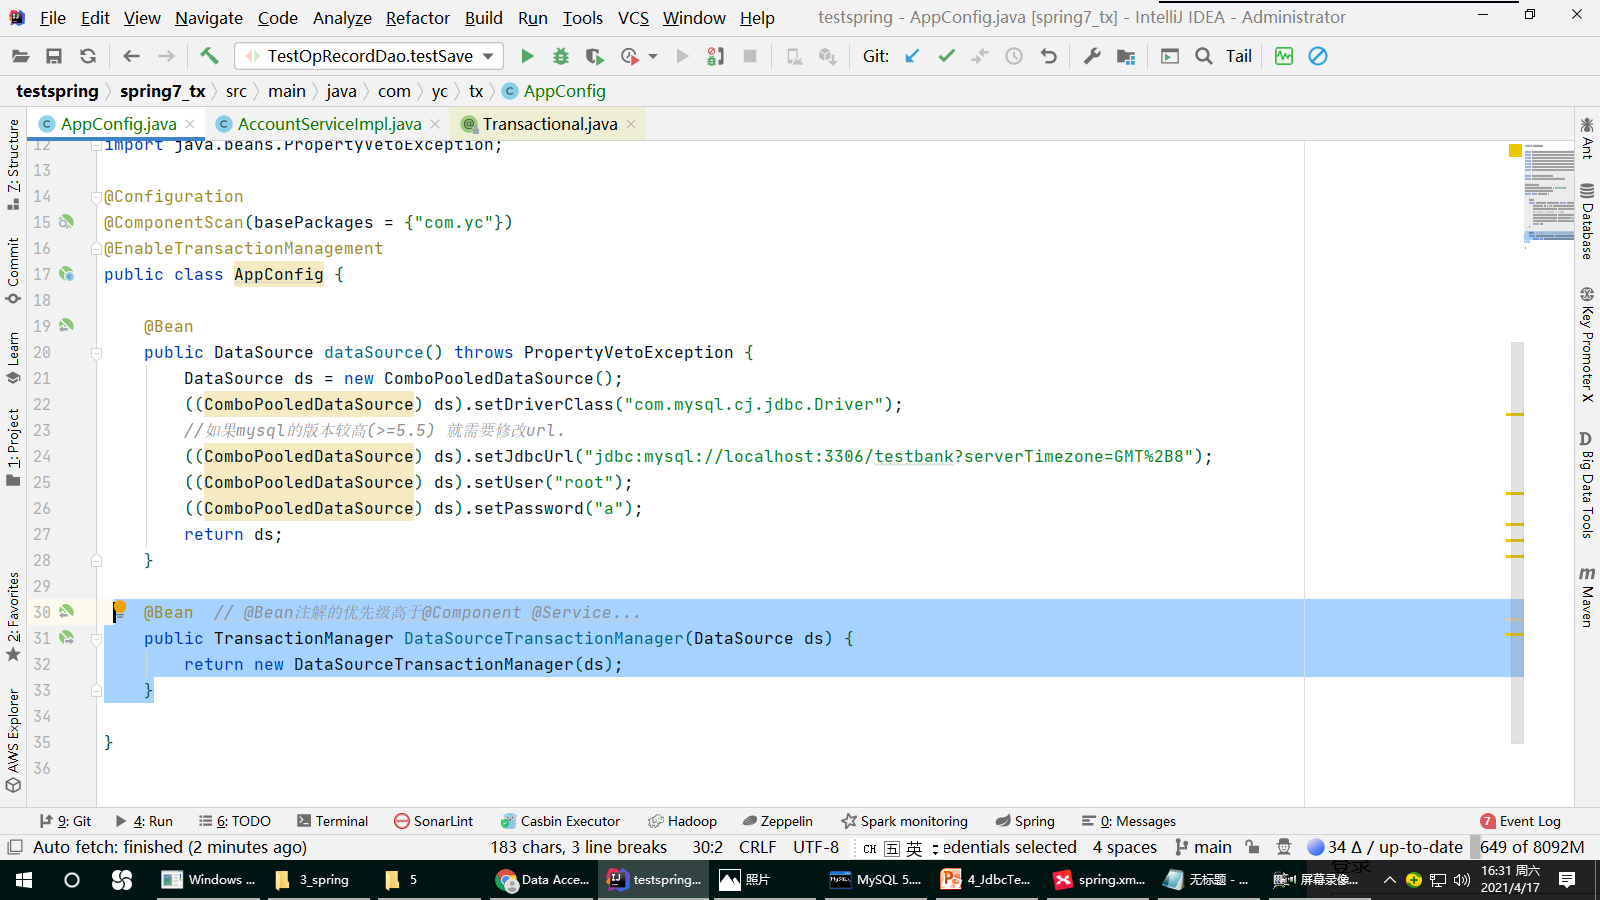 File Edit View Navigate Code Analyze Refactor Build Run Tools VCS Window Help testspring - AppConfig.java [spring7_tx] - IntelliJ IDEA - Administrator
TestOpRecordDao.testSave Git: Tail
testspring spring7_tx src main java com yc tx AppConfig
AppConfig.java AccountServiceImpl.java Transactional.java
12 import java.beans.PropertyVetoException;
13
14 @Configuration
15 @ComponentScan(basePackages = {"com.yc"})
16 @EnableTransactionManagement
17 public class AppConfig {
18
19 @Bean
20 public DataSource dataSource() throws PropertyVetoException {
21 DataSource ds = new ComboPooledDataSource();
22 ((ComboPooledDataSource) ds).setDriverClass("com.mysql.cj.jdbc.Driver");
23 //如果mysql的版本较高(>=5.5) 就需要修改url.
24 ((ComboPooledDataSource) ds).setJdbcUrl("jdbc:mysql://localhost:3306/testbank?serverTimezone=GMT%2B8");
25 ((ComboPooledDataSource) ds).setUser("root");
26 ((ComboPooledDataSource) ds).setPassword("a");
27 return ds;
28 }
29
30 @Bean // @Bean注解的优先级高于@Component @Service...
31 public TransactionManager DataSourceTransactionManager(DataSource ds) {
32 return new DataSourceTransactionManager(ds);
33 }
34
35 }
36
Z: Structure
Commit
Learn
1: Project
2: Favorites
AWS Explorer
Ant
Database
Key Promoter X
D Big Data Tools
m Maven
9: Git 4: Run 6: TODO Terminal SonarLint Casbin Executor Hadoop Zeppelin Spark monitoring Spring 0: Messages 7 Event Log
Auto fetch: finished (2 minutes ago) 183 chars, 3 line breaks 30:2 CRLF UTF-8 CH 五 英 edentials selected 4 spaces main 34 Δ / up-to-date 649 of 8092M
Windows ... 3_spring 5 Data Acce... testspring... 照片 MySQL 5.... 4_JdbcTe... spring.xm... 无标题 - ... 屏幕录像... 16:31 周六
2021/4/17